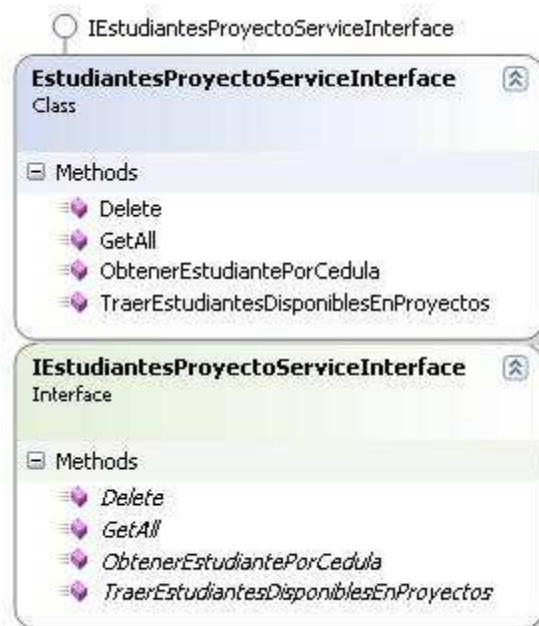 IEstudiantesProyectoServiceInterface
EstudiantesProyectoServiceInterface
Class
Methods
Delete
GetAll
ObtenerEstudiantePorCedula
TraerEstudiantesDisponiblesEnProyectos
IEstudiantesProyectoServiceInterface
Interface
Methods
Delete
GetAll
ObtenerEstudiantePorCedula
TraerEstudiantesDisponiblesEnProyectos